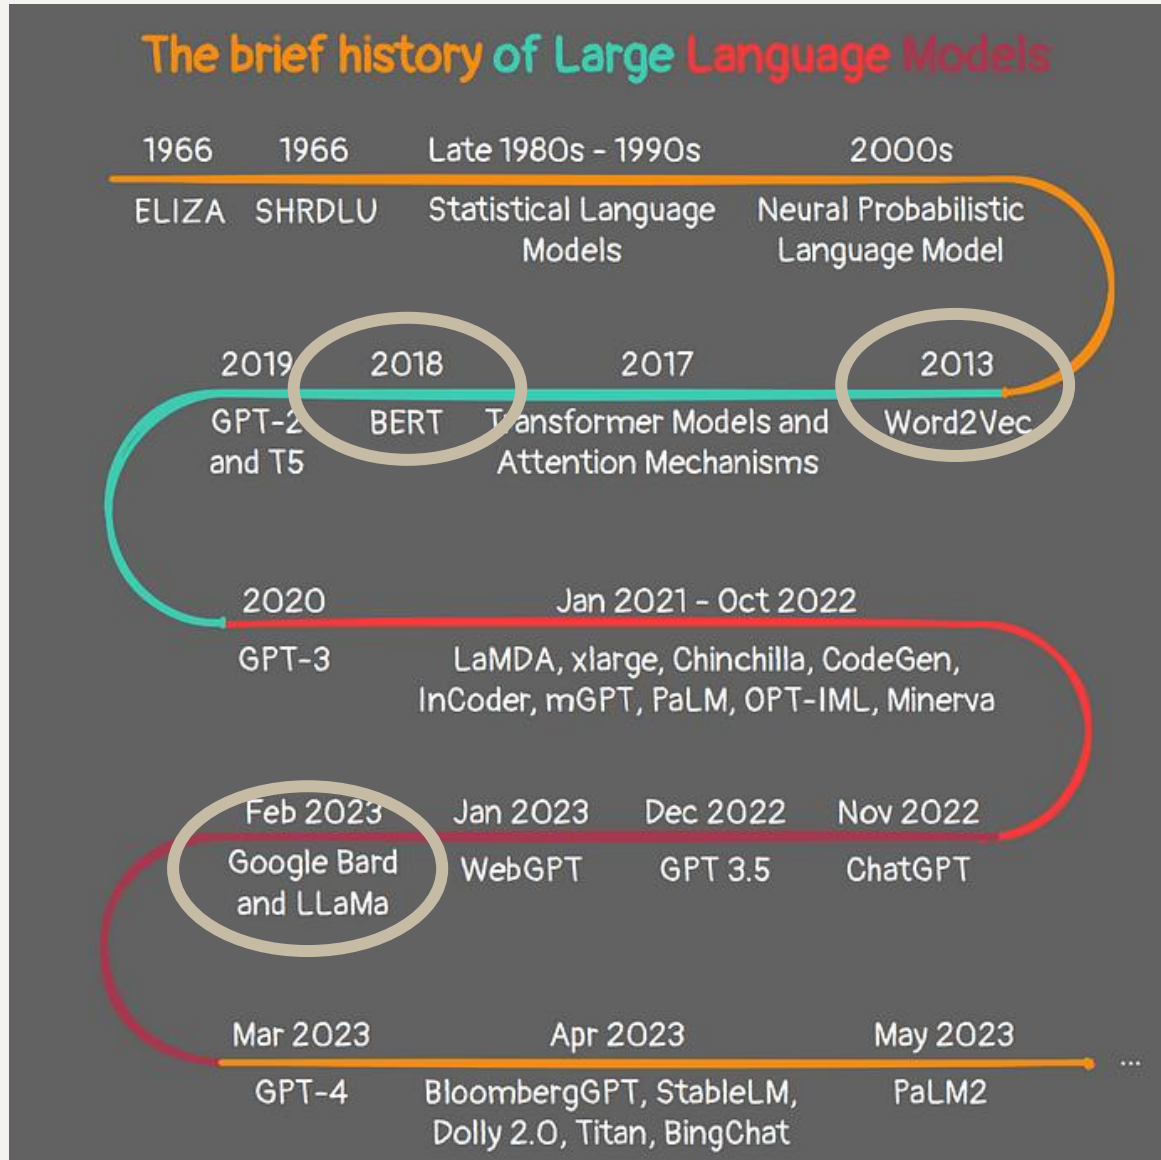 The brief history of Large Language Models
1966 1966 Late 1980s - 1990s 2000s
ELIZA SHRDLU Statistical Language Neural Probabilistic
Models Language Model
2019 2018 2017 2013
GPT-2 BERT Transformer Models and Word2Vec
and T5 Attention Mechanisms
2020 Jan 2021 - Oct 2022
GPT-3 LaMDA, xlarge, Chinchilla, CodeGen,
InCoder, mGPT, PaLM, OPT-IML, Minerva
Feb 2023 Jan 2023 Dec 2022 Nov 2022
Google Bard WebGPT GPT 3.5 ChatGPT
and LLaMa
Mar 2023 Apr 2023 May 2023 ...
GPT-4 BloombergGPT, StableLM, PaLM2
Dolly 2.0, Titan, BingChat